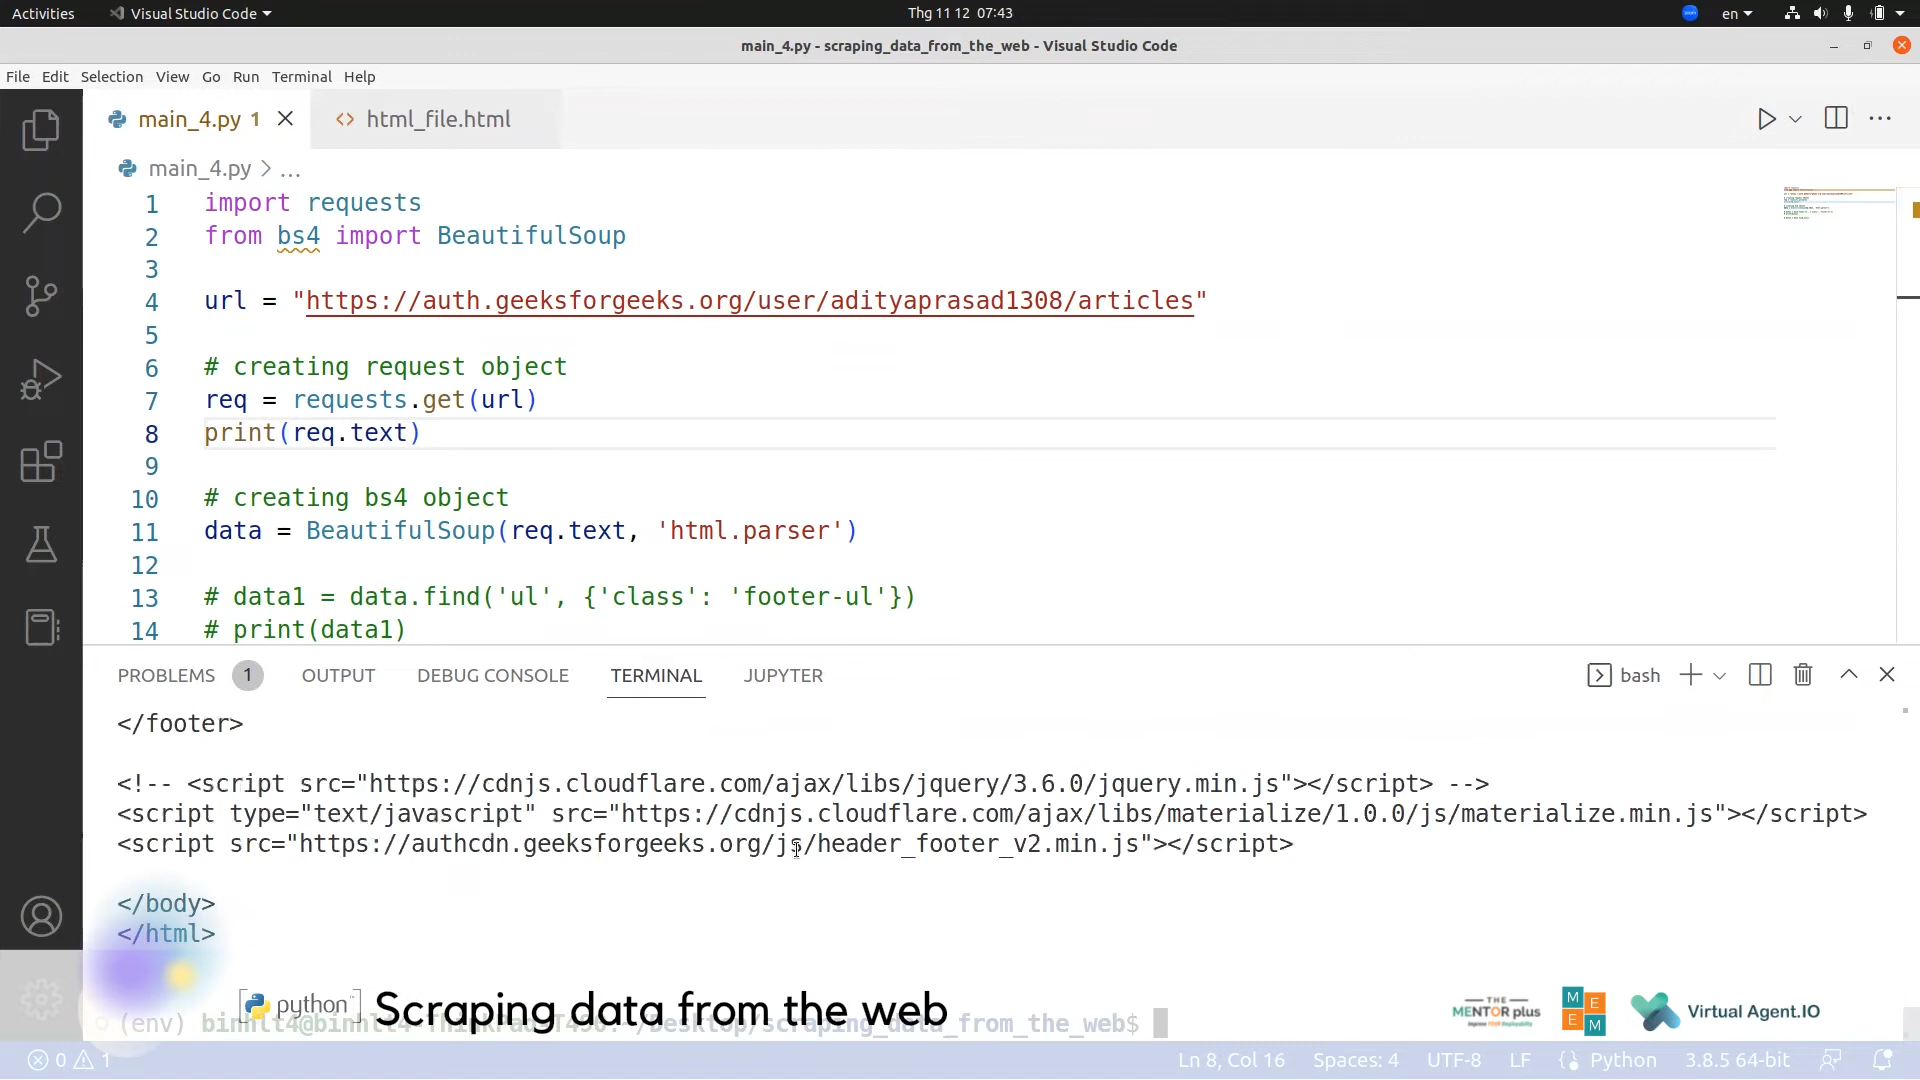 Activities Visual Studio Code Thg 11 12 07:43 en
main_4.py - scraping_data_from_the_web - Visual Studio Code
File Edit Selection View Go Run Terminal Help
main_4.py 1 html_file.html
main_4.py > ...
1 import requests
2 from bs4 import BeautifulSoup
3
4 url = "https://auth.geeksforgeeks.org/user/adityaprasad1308/articles"
5
6 # creating request object
7 req = requests.get(url)
8 print(req.text)
9
10 # creating bs4 object
11 data = BeautifulSoup(req.text, 'html.parser')
12
13 # data1 = data.find('ul', {'class': 'footer-ul'})
14 # print(data1)
PROBLEMS 1 OUTPUT DEBUG CONSOLE TERMINAL JUPYTER bash
</footer>
<!-- <script src="https://cdnjs.cloudflare.com/ajax/libs/jquery/3.6.0/jquery.min.js"></script> -->
<script type="text/javascript" src="https://cdnjs.cloudflare.com/ajax/libs/materialize/1.0.0/js/materialize.min.js"></script>
<script src="https://authcdn.geeksforgeeks.org/js/header_footer_v2.min.js"></script>
</body>
</html>
python Scraping data from the web
THE MENTOR plus
M E E M
Virtual Agent.IO
(env) /Desktop/scraping_data_from_the_web$
0 1 Ln 8, Col 16 Spaces: 4 UTF-8 LF Python 3.8.5 64-bit